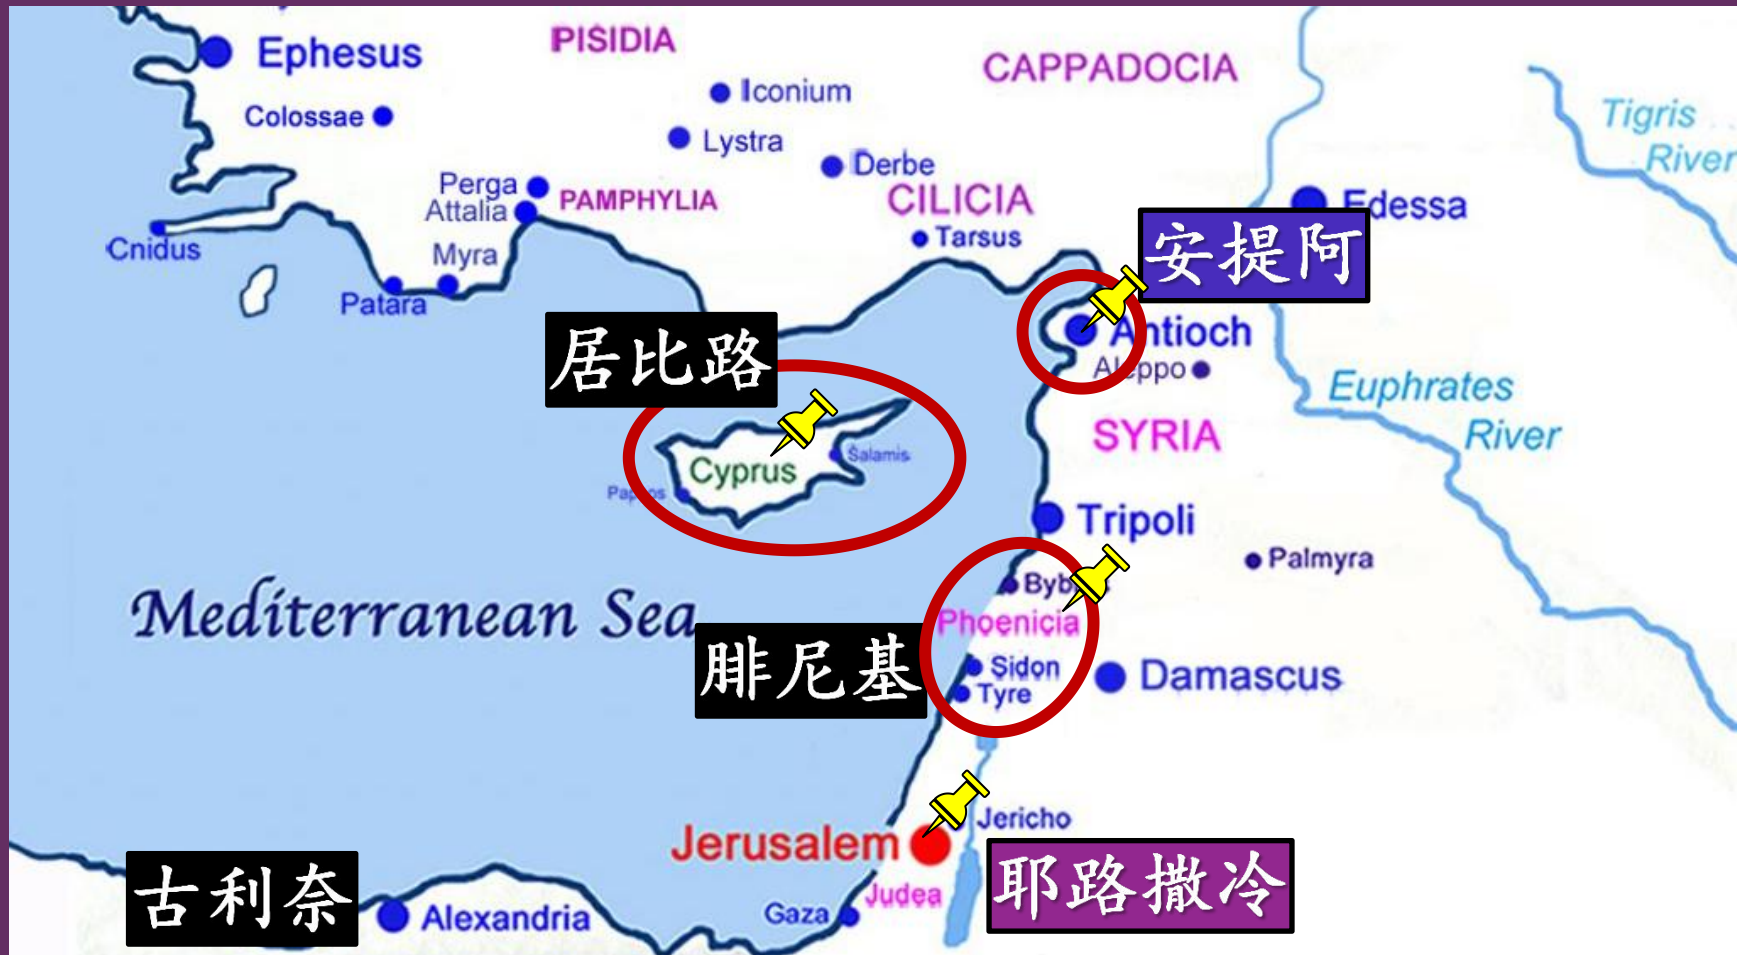 PISIDIA
Ephesus
CAPPADOCIA
Iconium
Colossae
Tigris
River
Lystra
Derbe
Perga
PAMPHYLIA
CILICIA
Edessa
Attalia
Tarsus
Cnidus
Myra
安提阿
Patara
Antioch
居比路
Aleppo
Euphrates
River
SYRIA
Salamis
Cyprus
Paphos
Tripoli
Palmyra
Mediterranean Sea
Phoenicia
腓尼基
Sidon
Tyre
Damascus
Jericho
Jerusalem
耶路撒冷
Judea
古利奈
Alexandria
Gaza